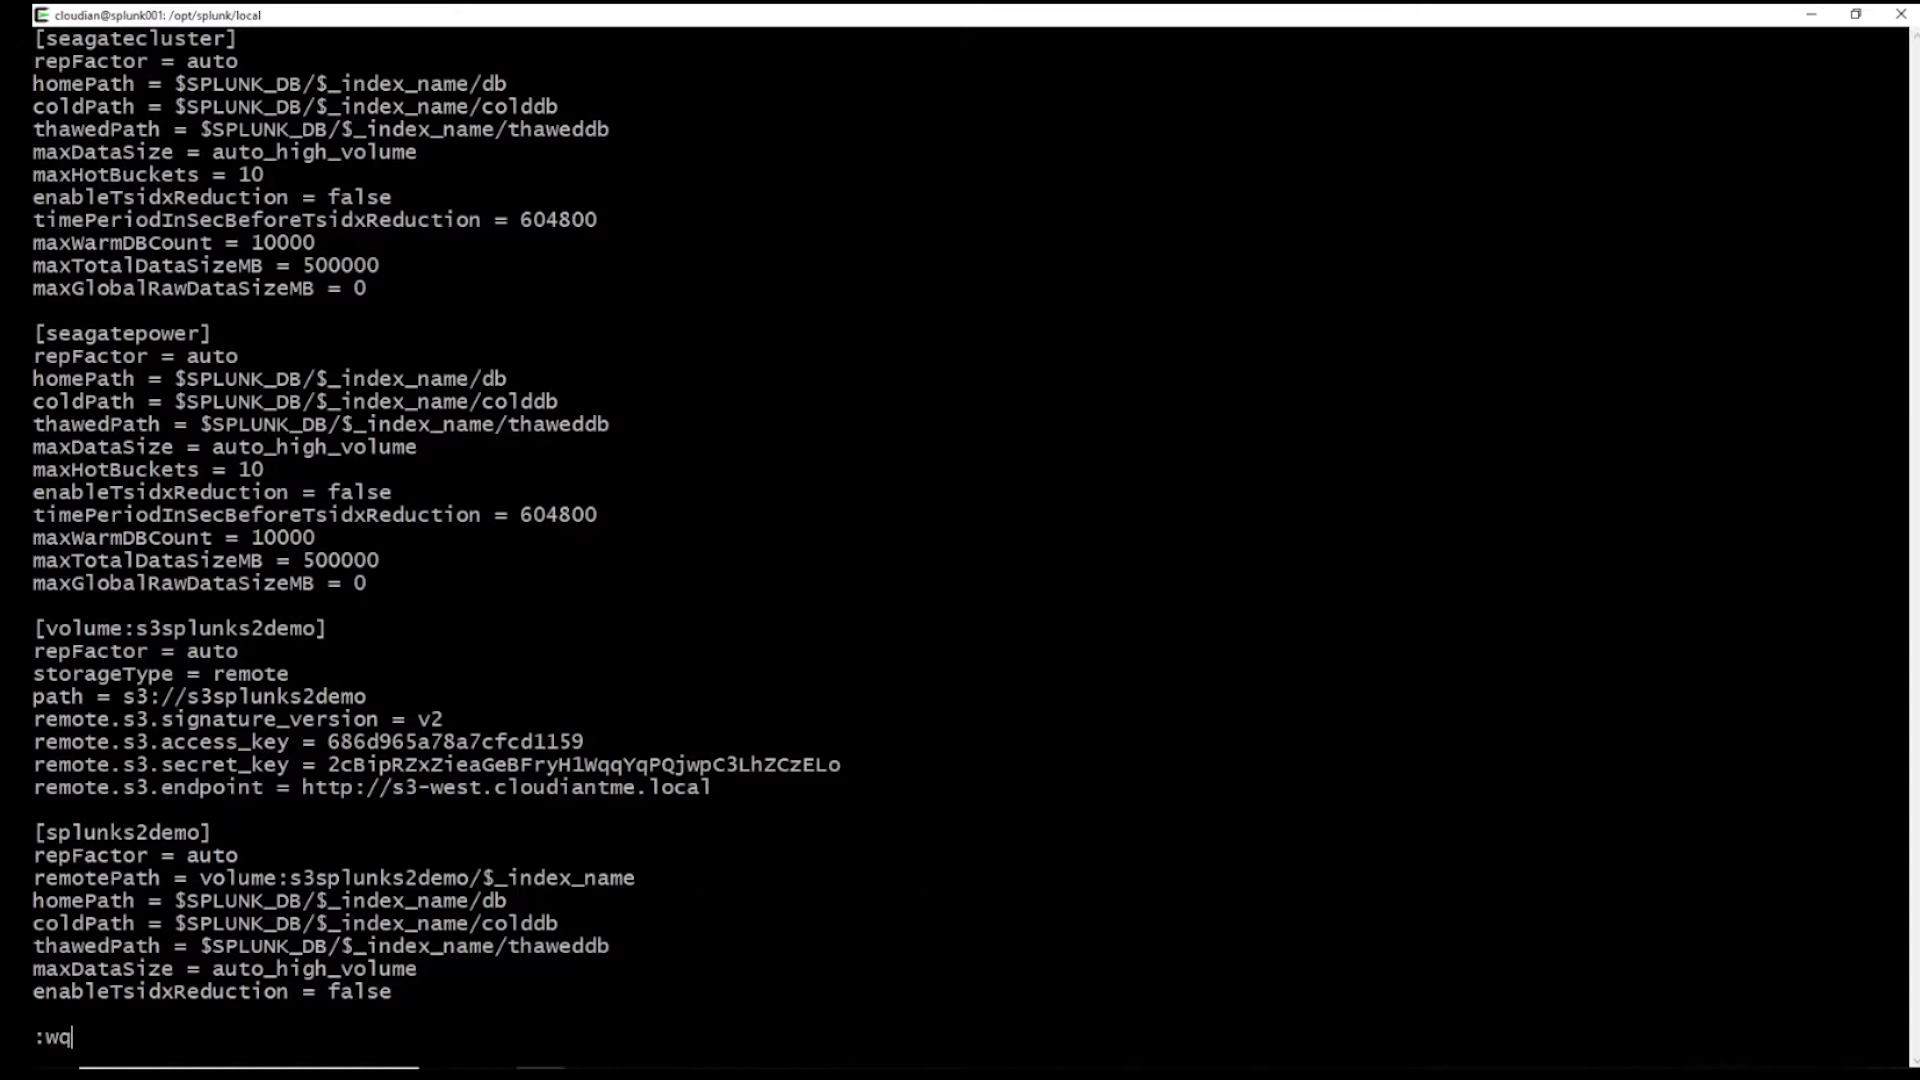 cloudian@splunk001: /opt/splunk/local
[seagatecluster]
repFactor = auto
homePath = $SPLUNK_DB/$_index_name/db
coldPath = $SPLUNK_DB/$_index_name/colddb
thawedPath = $SPLUNK_DB/$_index_name/thaweddb
maxDataSize = auto_high_volume
maxHotBuckets = 10
enableTsidxReduction = false
timePeriodInSecBeforeTsidxReduction = 604800
maxWarmDBCount = 10000
maxTotalDataSizeMB = 500000
maxGlobalRawDataSizeMB = 0
[seagatepower]
repFactor = auto
homePath = $SPLUNK_DB/$_index_name/db
coldPath = $SPLUNK_DB/$_index_name/colddb
thawedPath = $SPLUNK_DB/$_index_name/thaweddb
maxDataSize = auto_high_volume
maxHotBuckets = 10
enableTsidxReduction = false
timePeriodInSecBeforeTsidxReduction = 604800
maxWarmDBCount = 10000
maxTotalDataSizeMB = 500000
maxGlobalRawDataSizeMB = 0
[volume:s3splunks2demo]
repFactor = auto
storageType = remote
path = s3://s3splunks2demo
remote.s3.signature_version = v2
remote.s3.access_key = 686d965a78a7cfcd1159
remote.s3.secret_key = 2cBipRZxZieaGeBFryH1WqqYqPQjwpC3LhZCzELo
remote.s3.endpoint = http://s3-west.cloudiantme.local
[splunks2demo]
repFactor = auto
remotePath = volume:s3splunks2demo/$_index_name
homePath = $SPLUNK_DB/$_index_name/db
coldPath = $SPLUNK_DB/$_index_name/colddb
thawedPath = $SPLUNK_DB/$_index_name/thaweddb
maxDataSize = auto_high_volume
enableTsidxReduction = false
:wq